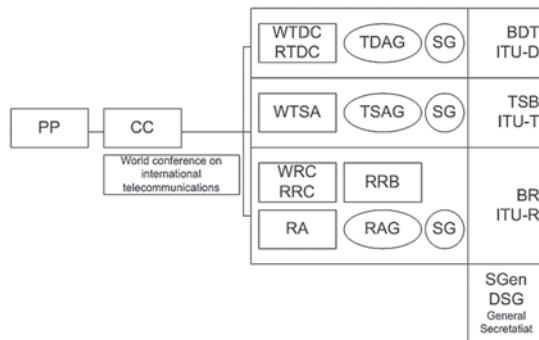 WTDC
RTDC
TDAG
SG
BDT
ITU-D
WTSA
TSAG
SG
TSB
ITU-T
PP
CC
World conference on
international
telecommunications
WRC
RRC
RRB
BR
ITU-R
RA
RAG
SG
SGen
DSG
General
Secretatiat